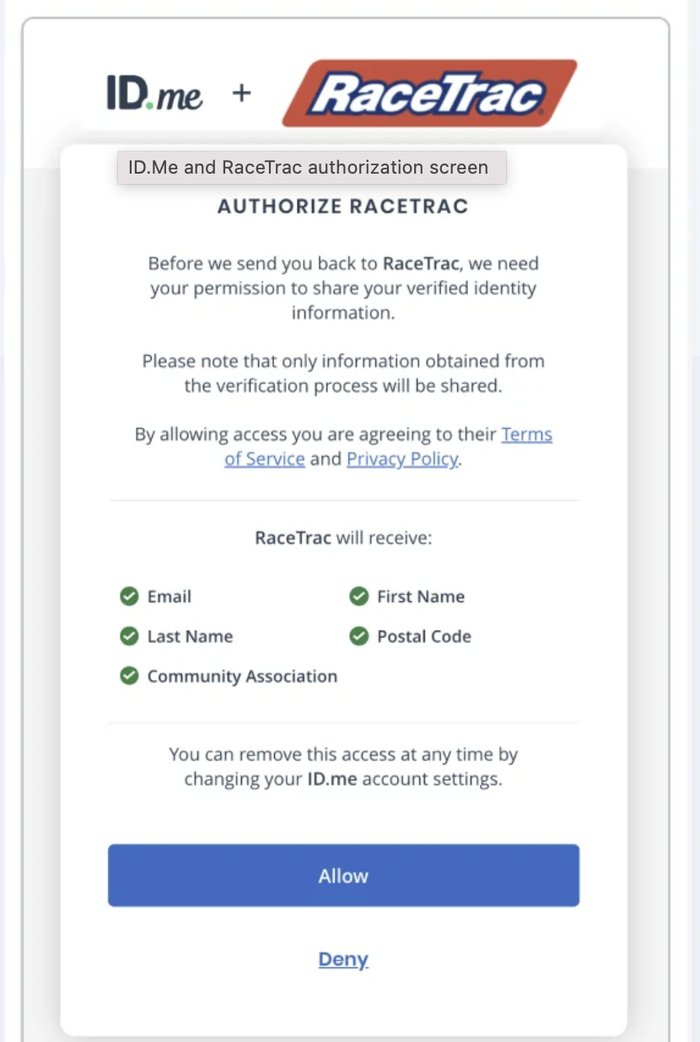 ID.me + RaceTrac
ID.Me and RaceTrac authorization screen
AUTHORIZE RACETRAC
Before we send you back to RaceTrac, we need
your permission to share your verified identity
information.
Please note that only information obtained from
the verification process will be shared.
By allowing access you are agreeing to their Terms
of Service and Privacy Policy.
RaceTrac will receive:
Email First Name
Last Name Postal Code
Community Association
You can remove this access at any time by
changing your ID.me account settings.
Allow
Deny